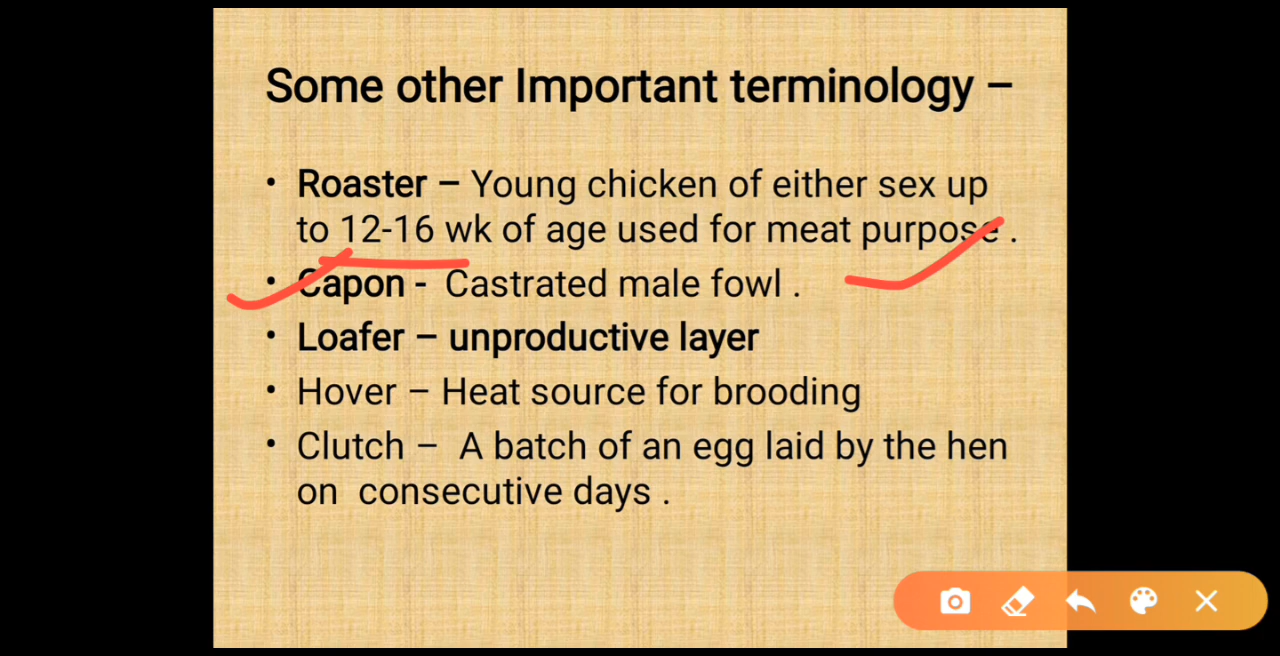 Some other Important terminology –
• Roaster – Young chicken of either sex up
to 12-16 wk of age used for meat purpose .
• Capon - Castrated male fowl .
• Loafer – unproductive layer
• Hover – Heat source for brooding
• Clutch – A batch of an egg laid by the hen
on consecutive days .